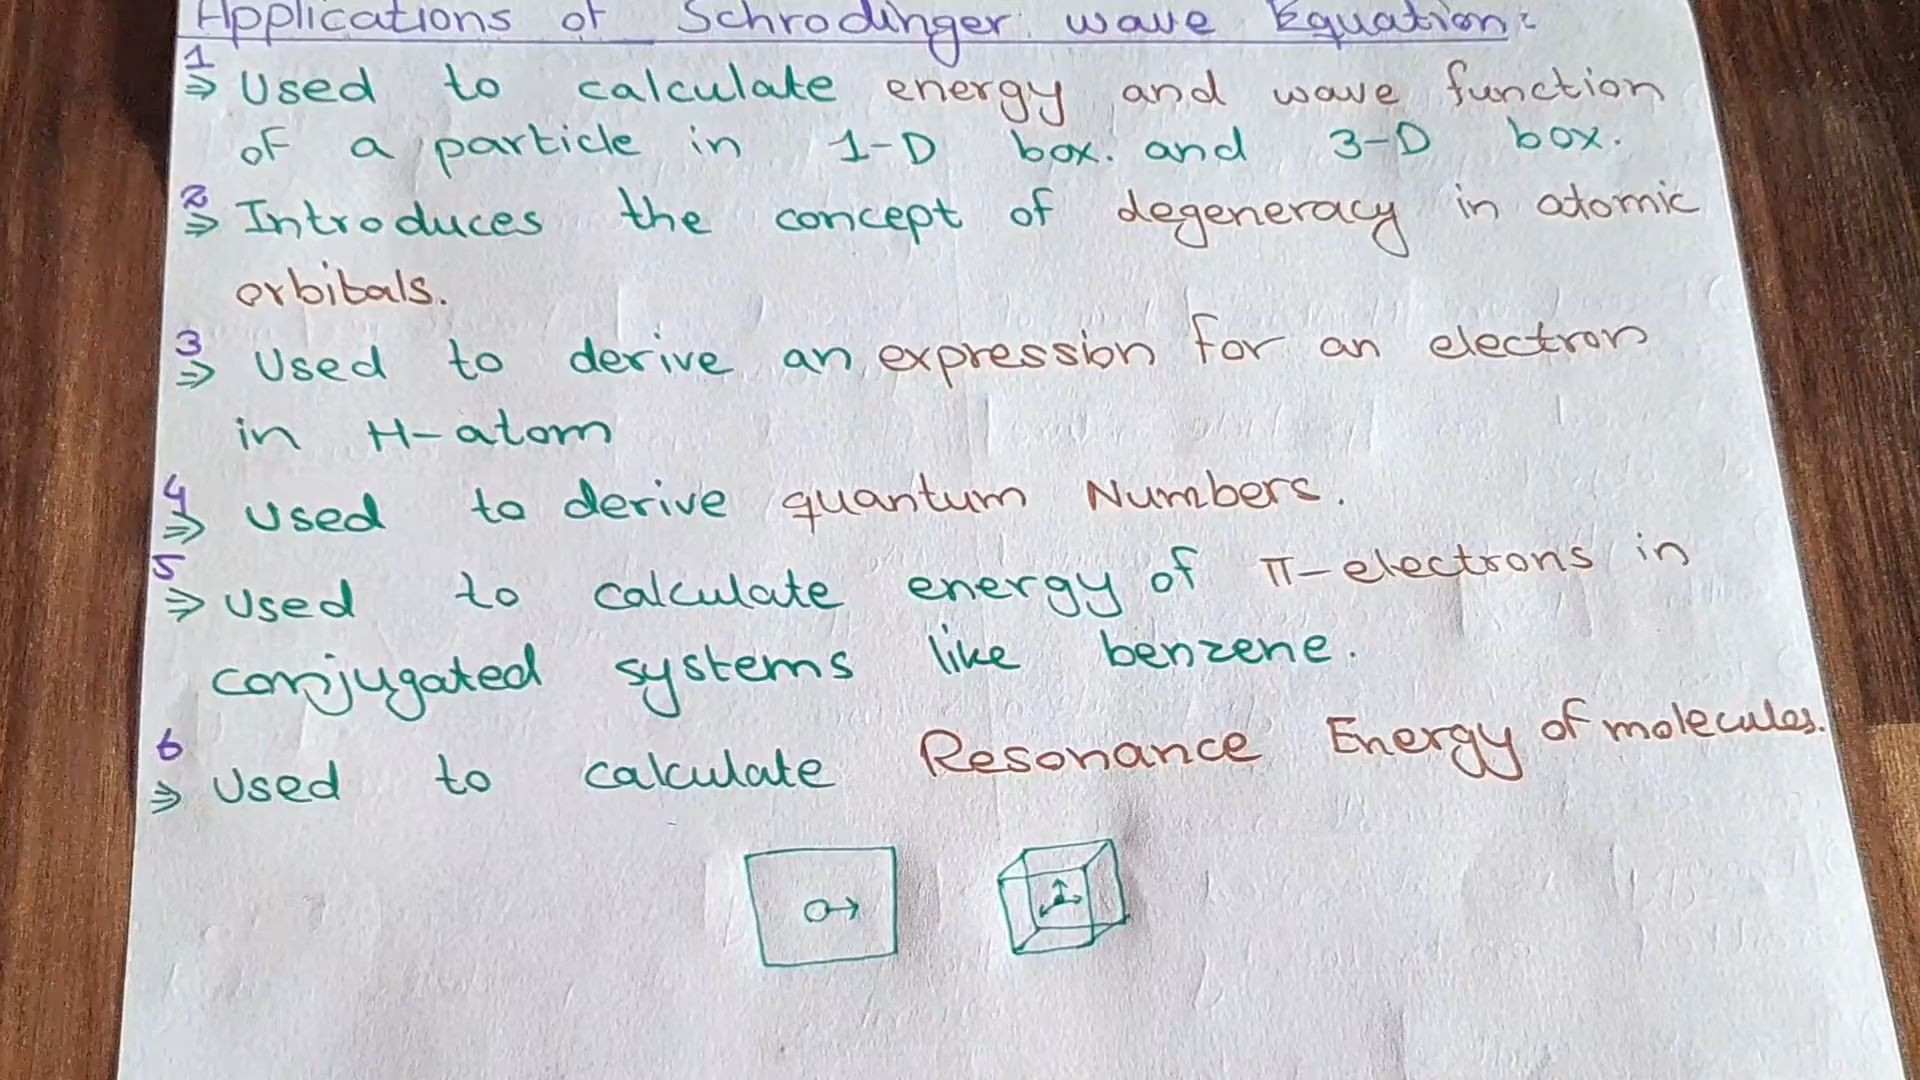 Applications of Schrodinger wave Equation:
1
⇒ Used to calculate energy and wave function
of a particle in 1-D box. and 3-D box.
2
⇒ Introduces the concept of degeneracy in atomic
orbitals.
3
⇒ Used to derive an expression for an electron
in H-atom
4
⇒ Used to derive quantum Numbers.
5
⇒ Used to calculate energy of π-electrons in
conjugated systems like benzene.
6
⇒ Used to calculate Resonance Energy of molecules.